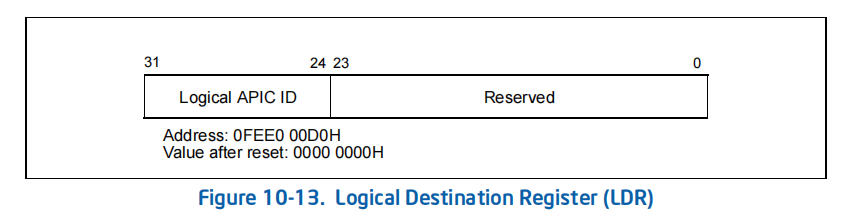 31 24 23 0
Logical APIC ID Reserved
Address: 0FEE0 00D0H
Value after reset: 0000 0000H
Figure 10-13. Logical Destination Register (LDR)